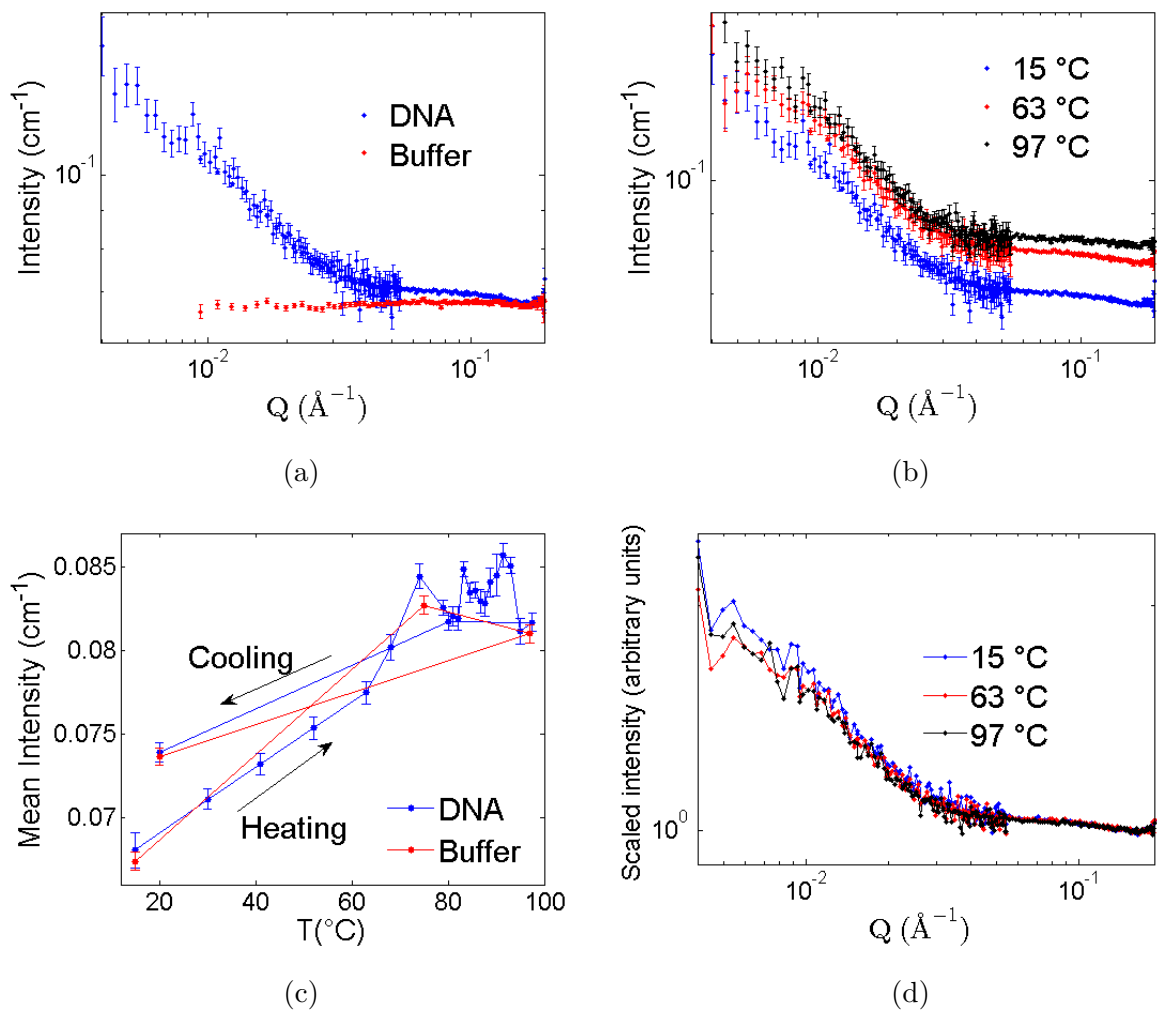 Intensity (cm⁻¹)
10⁻¹
DNA
Buffer
10⁻² 10⁻¹
Q (Å⁻¹)
(a)
Intensity (cm⁻¹)
10⁻¹
15 °C
63 °C
97 °C
10⁻² 10⁻¹
Q (Å⁻¹)
(b)
Mean Intensity (cm⁻¹)
0.085
0.08
0.075
0.07
Cooling
Heating
DNA
Buffer
20 40 60 80 100
T(°C)
(c)
Scaled intensity (arbitrary units)
10⁰
15 °C
63 °C
97 °C
10⁻² 10⁻¹
Q (Å⁻¹)
(d)